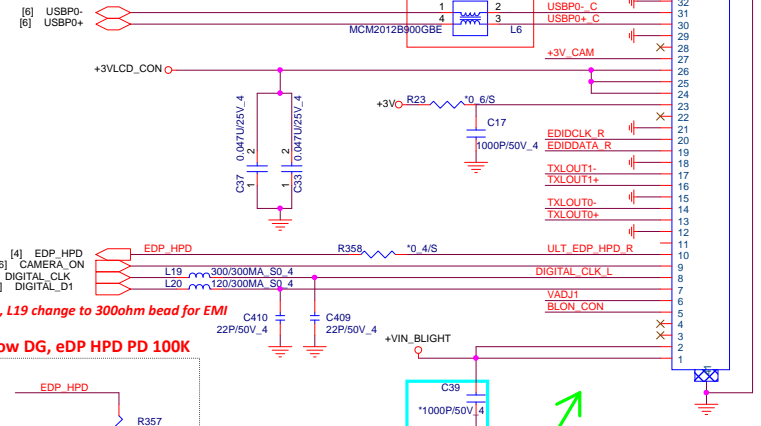 [6] USBP0-
[6] USBP0+
1 2 USBP0-_C
4 3 USBP0+_C
MCM2012B900GBE L6
+3V_CAM
+3VLCD_CON
+3V R23 *0_6/S
C17
1000P/50V_4
0.047U/25V_4
0.047U/25V_4
2
2
1
1
C37
C33
EDIDCLK_R
EDIDDATA_R
TXLOUT1-
TXLOUT1+
TXLOUT0-
TXLOUT0+
[4] EDP_HPD EDP_HPD R358 *0_4/S ULT_EDP_HPD_R
6] CAMERA_ON
DIGITAL_CLK L19 300/300MA_S0_4 DIGITAL_CLK_L
] DIGITAL_D1 L20 120/300MA_S0_4
VADJ1
BLON_CON
, L19 change to 300ohm bead for EMI
C410
22P/50V_4
C409
22P/50V_4
+VIN_BLIGHT
ow DG, eDP HPD PD 100K
EDP_HPD
R357
C39
*1000P/50V_4
32
31
30
29
28
27
26
25
24
23
22
21
20
19
18
17
16
15
14
13
12
11
10
9
8
7
6
5
4
3
2
1